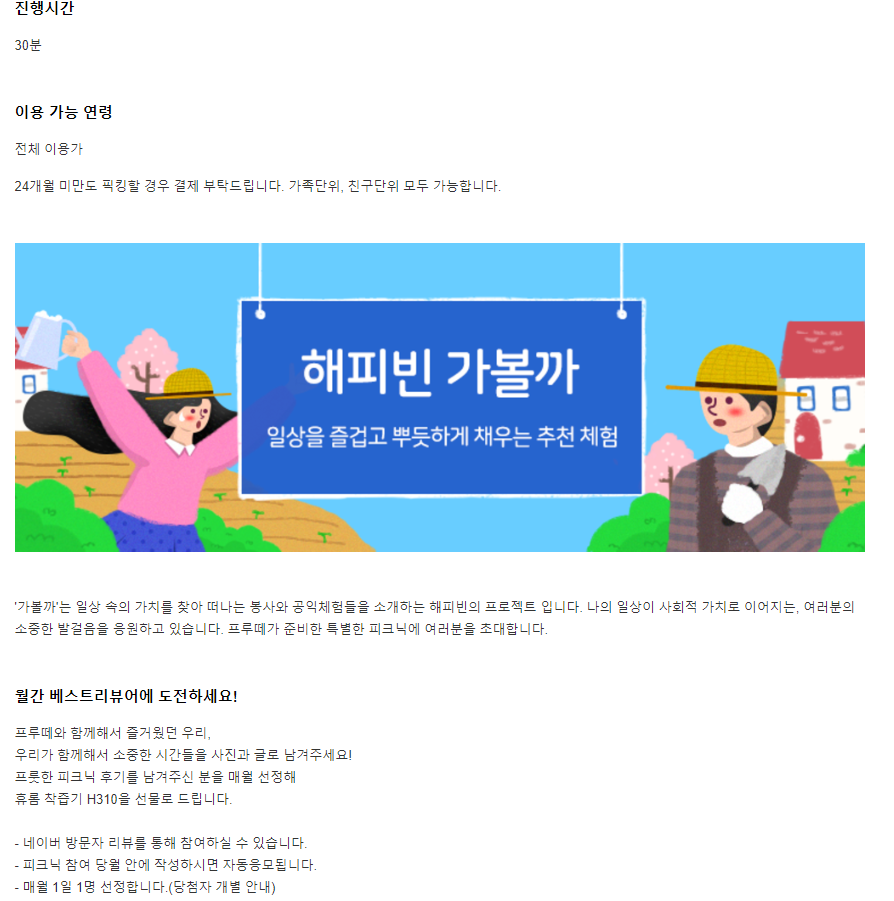 진행시간
30분
이용 가능 연령
전체 이용가
24개월 미만도 픽킹할 경우 결제 부탁드립니다. 가족단위, 친구단위 모두 가능합니다.
해피빈 가볼까
일상을 즐겁고 뿌듯하게 채우는 추천 체험
'가볼까'는 일상 속의 가치를 찾아 떠나는 봉사와 공익체험들을 소개하는 해피빈의 프로젝트 입니다. 나의 일상이 사회적 가치로 이어지는, 여러분의
소중한 발걸음을 응원하고 있습니다. 프루떼가 준비한 특별한 피크닉에 여러분을 초대합니다.
월간 베스트리뷰어에 도전하세요!
프루떼와 함께해서 즐거웠던 우리,
우리가 함께해서 소중한 시간들을 사진과 글로 남겨주세요!
프룻한 피크닉 후기를 남겨주신 분을 매월 선정해
휴롬 착즙기 H310을 선물로 드립니다.
- 네이버 방문자 리뷰를 통해 참여하실 수 있습니다.
- 피크닉 참여 당월 안에 작성하시면 자동응모됩니다.
- 매월 1일 1명 선정합니다.(당첨자 개별 안내)